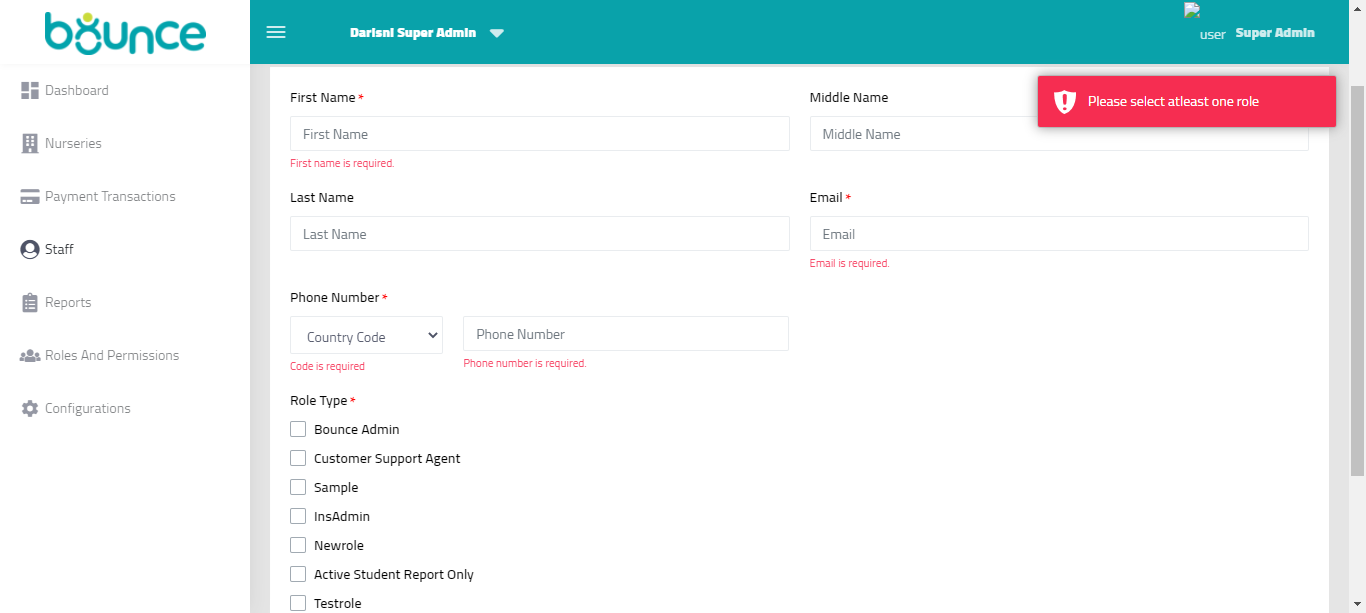 bounce
Darisni Super Admin
user
Super Admin
Dashboard
Nurseries
Payment Transactions
Staff
Reports
Roles And Permissions
Configurations
Please select atleast one role
First Name *
First Name
First name is required.
Middle Name
Middle Name
Last Name
Last Name
Email *
Email
Email is required.
Phone Number *
Country Code
Phone Number
Code is required
Phone number is required.
Role Type *
Bounce Admin
Customer Support Agent
Sample
InsAdmin
Newrole
Active Student Report Only
Testrole